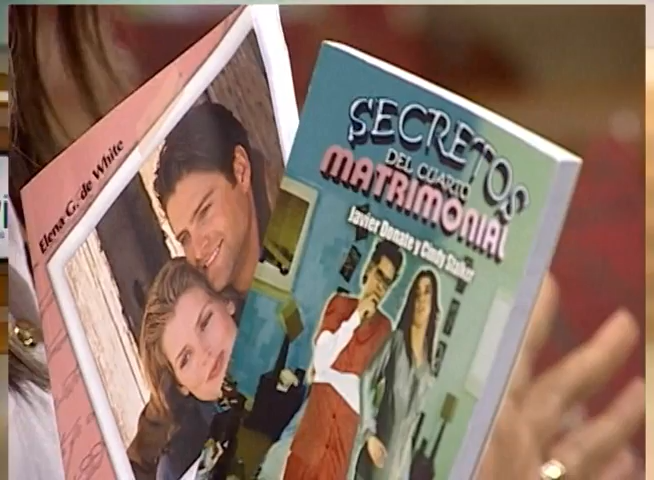 Elena G. de White
SECRETOS
DEL CUARTO
MATRIMONIAL
Javier Donate y Cindy Stalker